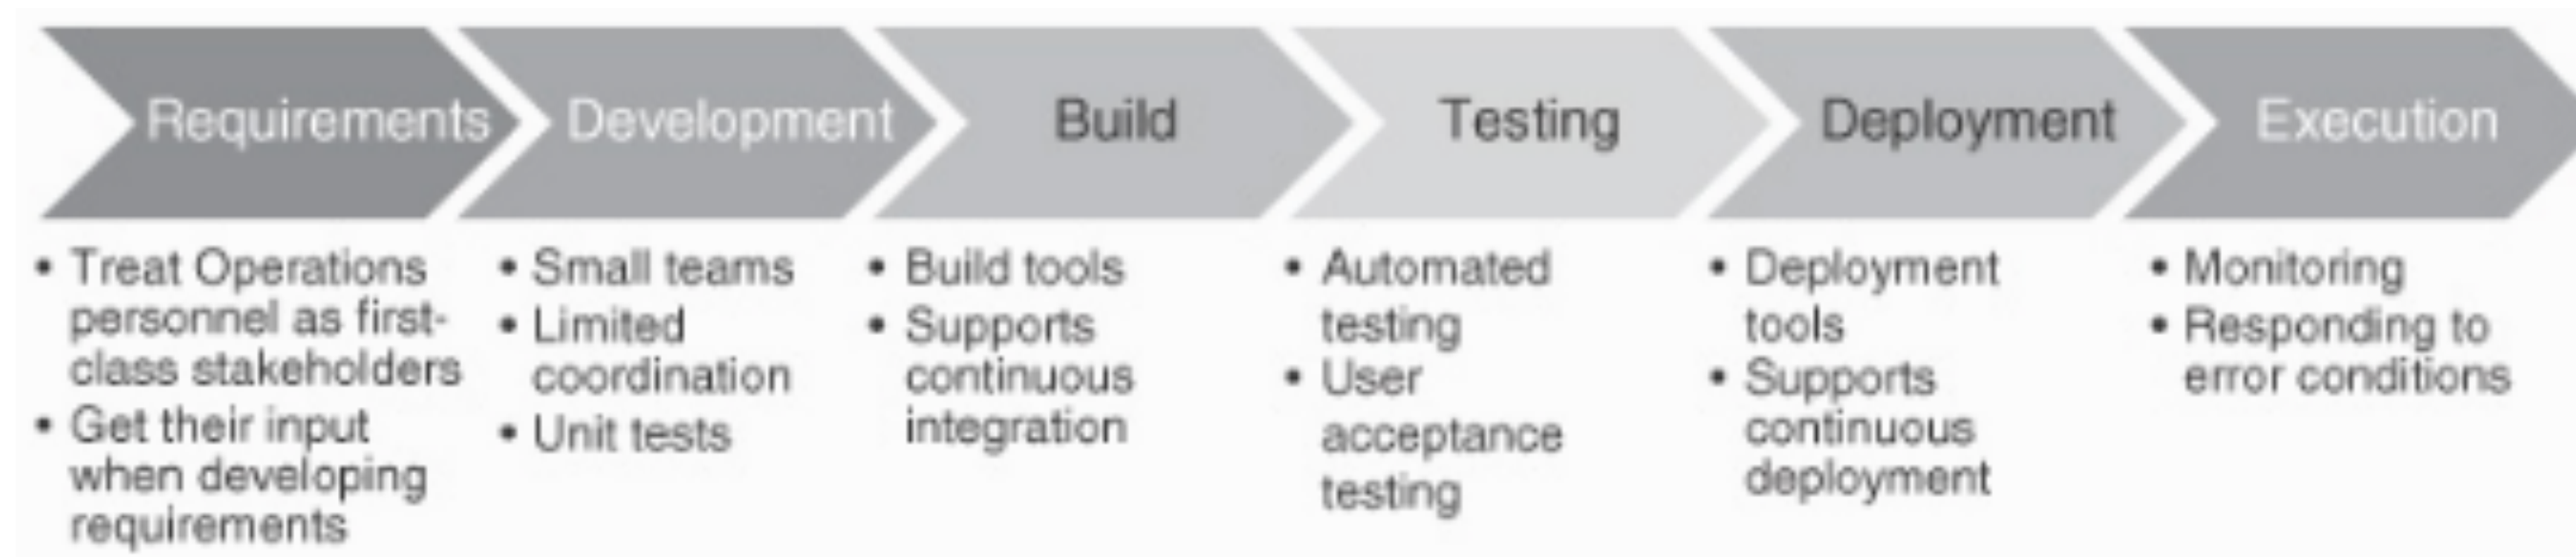 Requirements
Development
Build
Testing
Deployment
Execution
• Treat Operations
personnel as first-
class stakeholders
• Get their input
when developing
requirements
• Small teams
• Limited
coordination
• Unit tests
• Build tools
• Supports
continuous
integration
• Automated
testing
• User
acceptance
testing
• Deployment
tools
• Supports
continuous
deployment
• Monitoring
• Responding to
error conditions